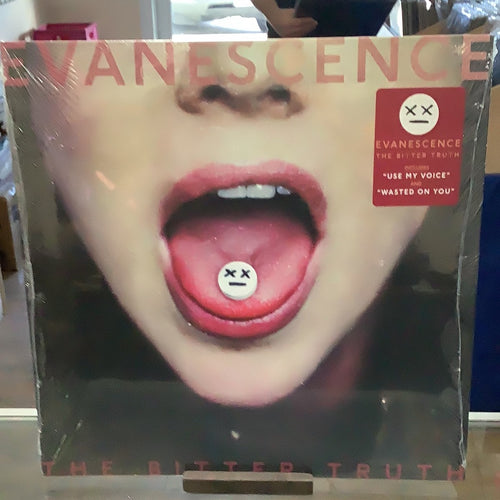 EVANESCENCE
EVANESCENCE
THE BITTER TRUTH
INCLUDES
"USE MY VOICE"
AND
"WASTED ON YOU"
THE BITTER TRUTH